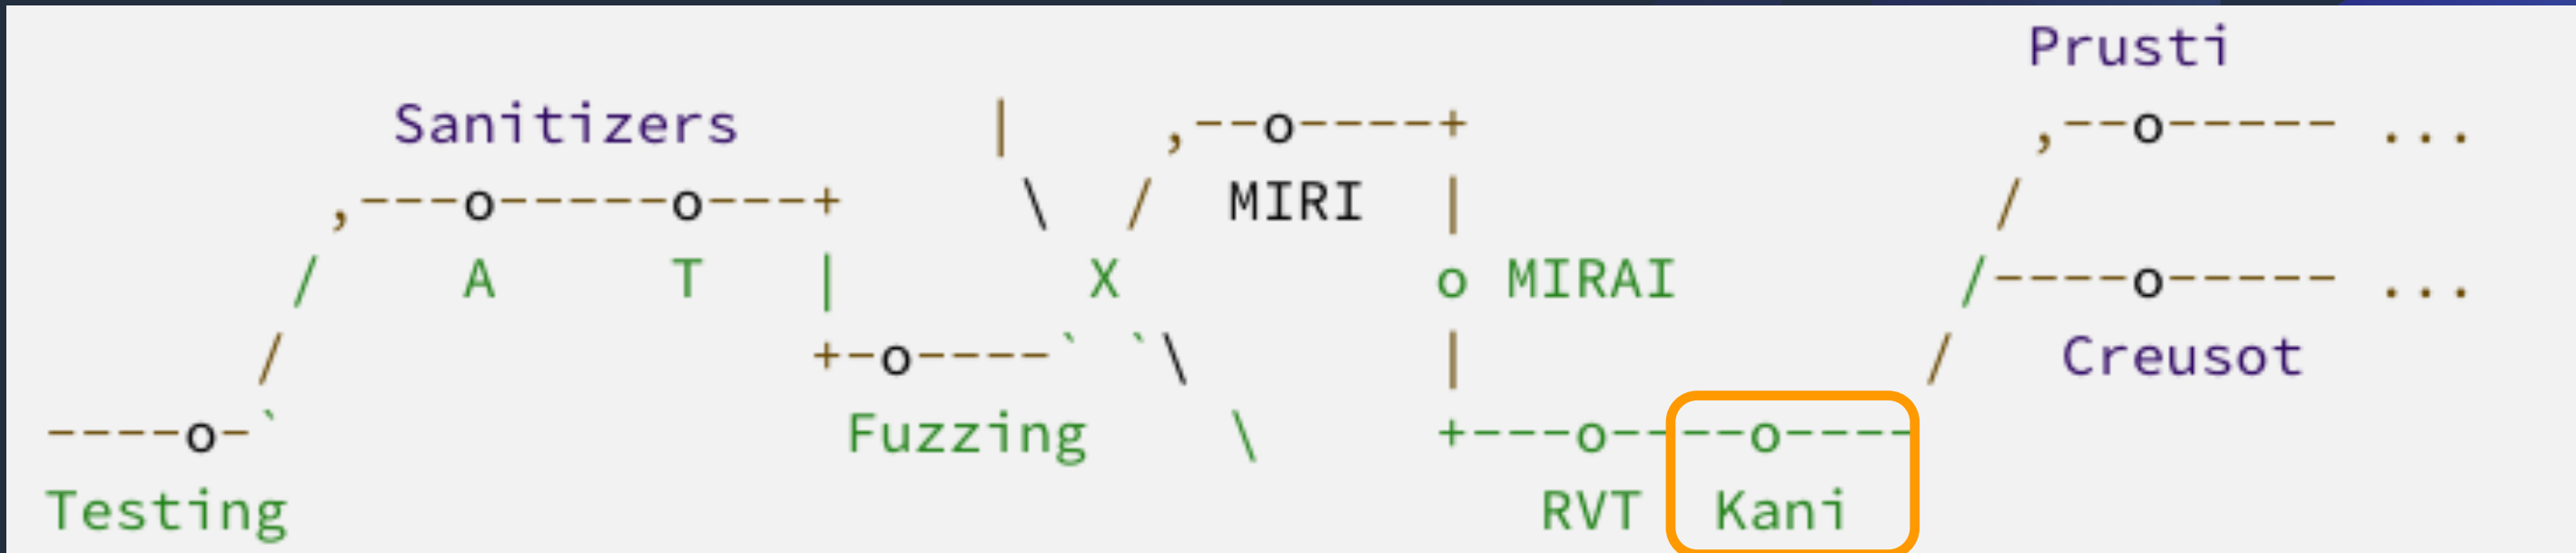 Prusti
Sanitizers | ,--o----+ ,--o----- ...
,---o-----o---+ \ / MIRI | /
/ A T | X o MIRAI /----o----- ...
/ +-o----` `\ | / Creusot
----o-` Fuzzing \ +---o----o----
Testing RVT Kani